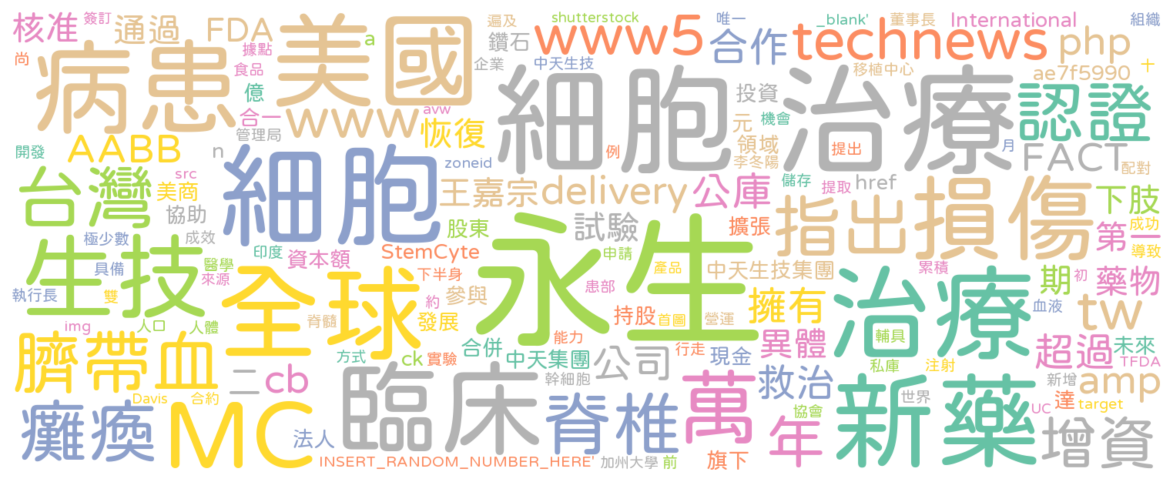 核准 簽訂 通過 FDA 遍及 shutterstock 唯一 _blank' 董事長 International 組織
尚 據點 a 鑽石 www5 合作 technews php
病患 美國 食品 億 企業 中天生技 移植中心 ae7f5990 十
合一 www avw 細胞 治療 投資 認證
開發 AABB 管理局 n 恢復 元 機會 提出 月 FACT
src 細胞 zoneid 例 領域 李冬陽 配對
台灣 美商 王嘉宗 delivery 公庫 儲存 提取 href 下肢
協助 股東 試驗 擴張 指出 損傷 第一 成功
極少數 成效 印度 資本額 StemCyte 永生 申請 導致
生技 具備 醫學 全球 下半身 產品 中天生技集團 累積 期 初 藥物
執行長 雙 來源 約 參與 患部 擁有 治療 血液 tw
img 人口 人體 脊髓 發展 持股 首圖 營運 輔具 超過 未來
臍帶血 方式 ck 實驗 合併 能力 中天集團 行走 現金 異體 私庫 注射 TFDA
二 cb 臨床 幹細胞 公司 萬 救治 新藥 世界 新增 amp
癱瘓 Davis 合約 MC 脊椎 協會 年 UC 達 target
法人 INSERT_RANDOM_NUMBER_HERE' 加州大學 前 旗下 增資